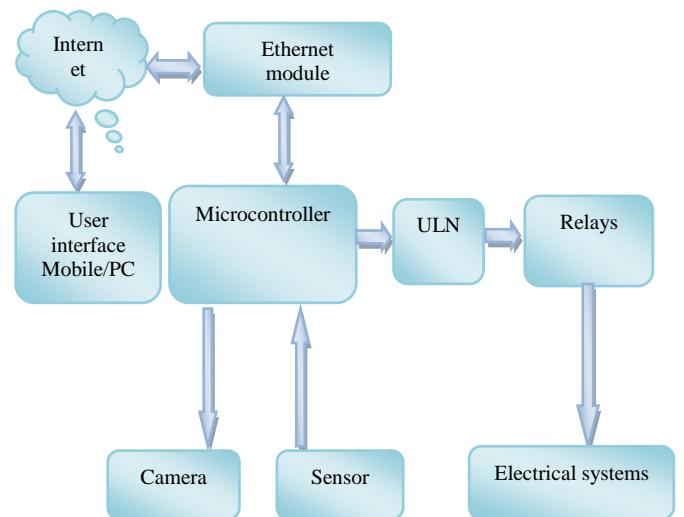 Intern
et
Ethernet
module
User
interface
Mobile/PC
Microcontroller
ULN
Relays
Camera
Sensor
Electrical systems